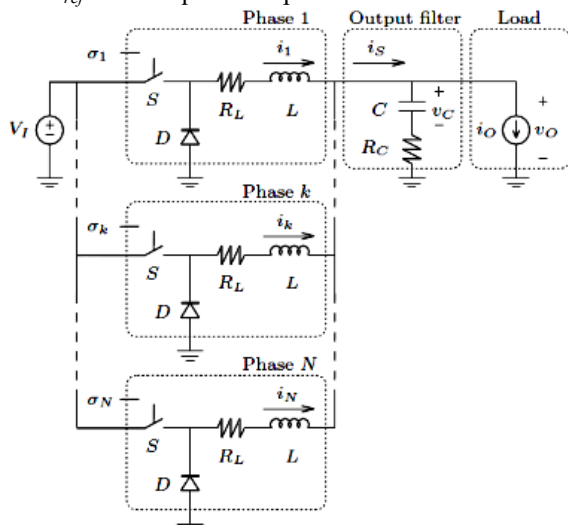 Phase 1 Output filter Load
σ1 i1 iS
S RL L C + vC − iO + vO −
VI D RC
Phase k
σk ik
S RL L
D
Phase N
σN iN
S RL L
D